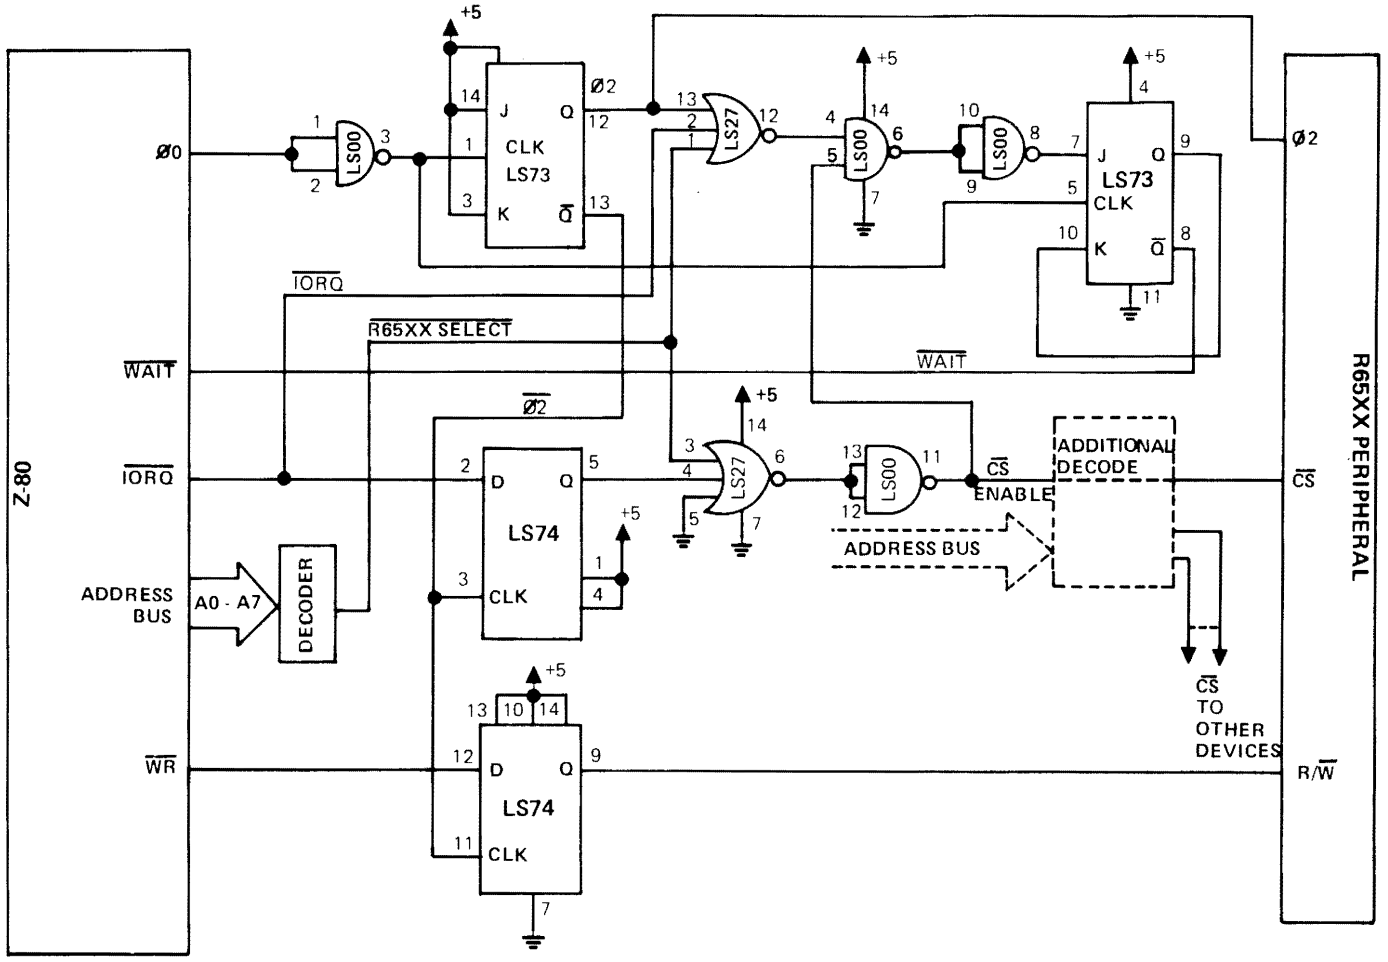 +5
14
J
Q
Ø2
12
1
CLK
LS73
3
K
Q̅
13
Ø0
1
2
LS00
3
13
2
1
LS27
12
+5
4
5
14
LS00
6
7
10
9
LS00
8
+5
4
7
J
Q
9
LS73
5
CLK
10
K
Q̅
8
11
Ø2
IORQ
R65XX SELECT
WAIT
WAIT
Ø2
Z-80
IORQ
2
D
Q
5
LS74
3
CLK
1
4
+5
+5
14
3
4
5
LS27
6
7
13
12
LS00
11
CS
ENABLE
ADDITIONAL
DECODE
ADDRESS BUS
CS
R65XX PERIPHERAL
ADDRESS
BUS
A0 - A7
DECODER
CS
TO
OTHER
DEVICES
+5
13
10
14
WR
12
D
Q
9
LS74
11
CLK
7
R/W